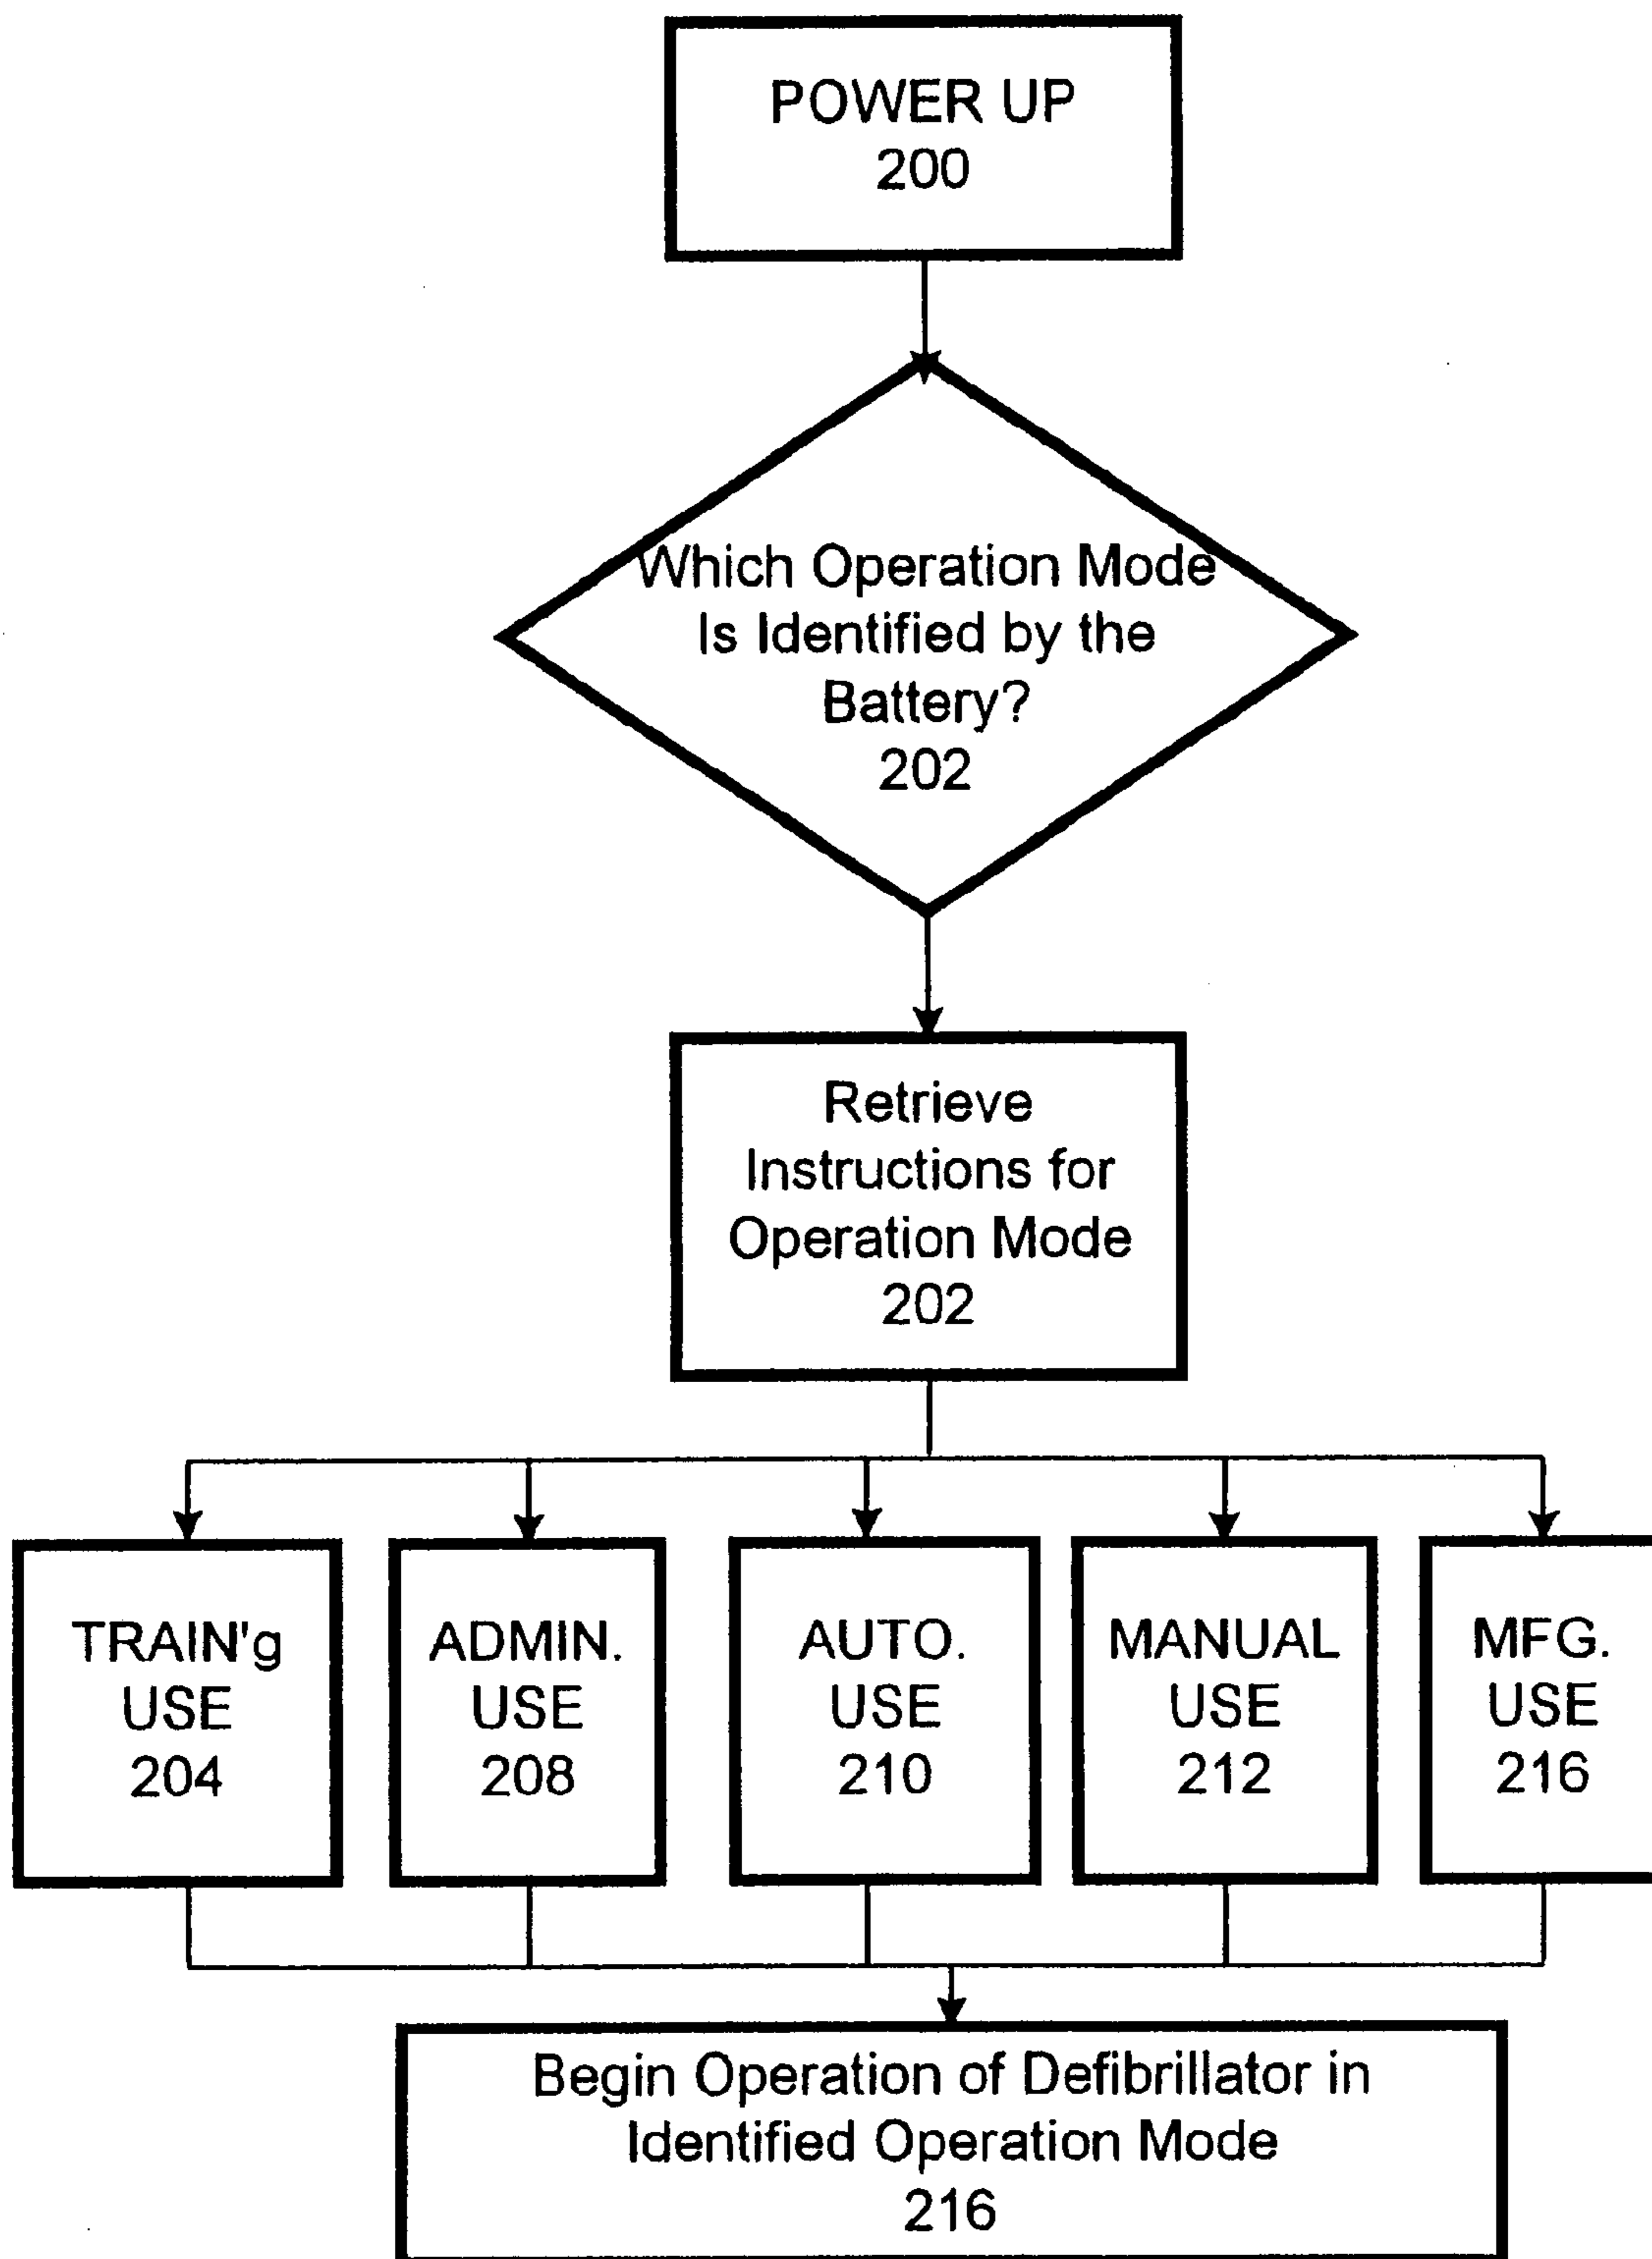 POWER UP
200
Which Operation Mode
Is Identified by the
Battery?
202
Retrieve
Instructions for
Operation Mode
202
TRAIN'g
USE
204
ADMIN.
USE
208
AUTO.
USE
210
MANUAL
USE
212
MFG.
USE
216
Begin Operation of Defibrillator in
Identified Operation Mode
216